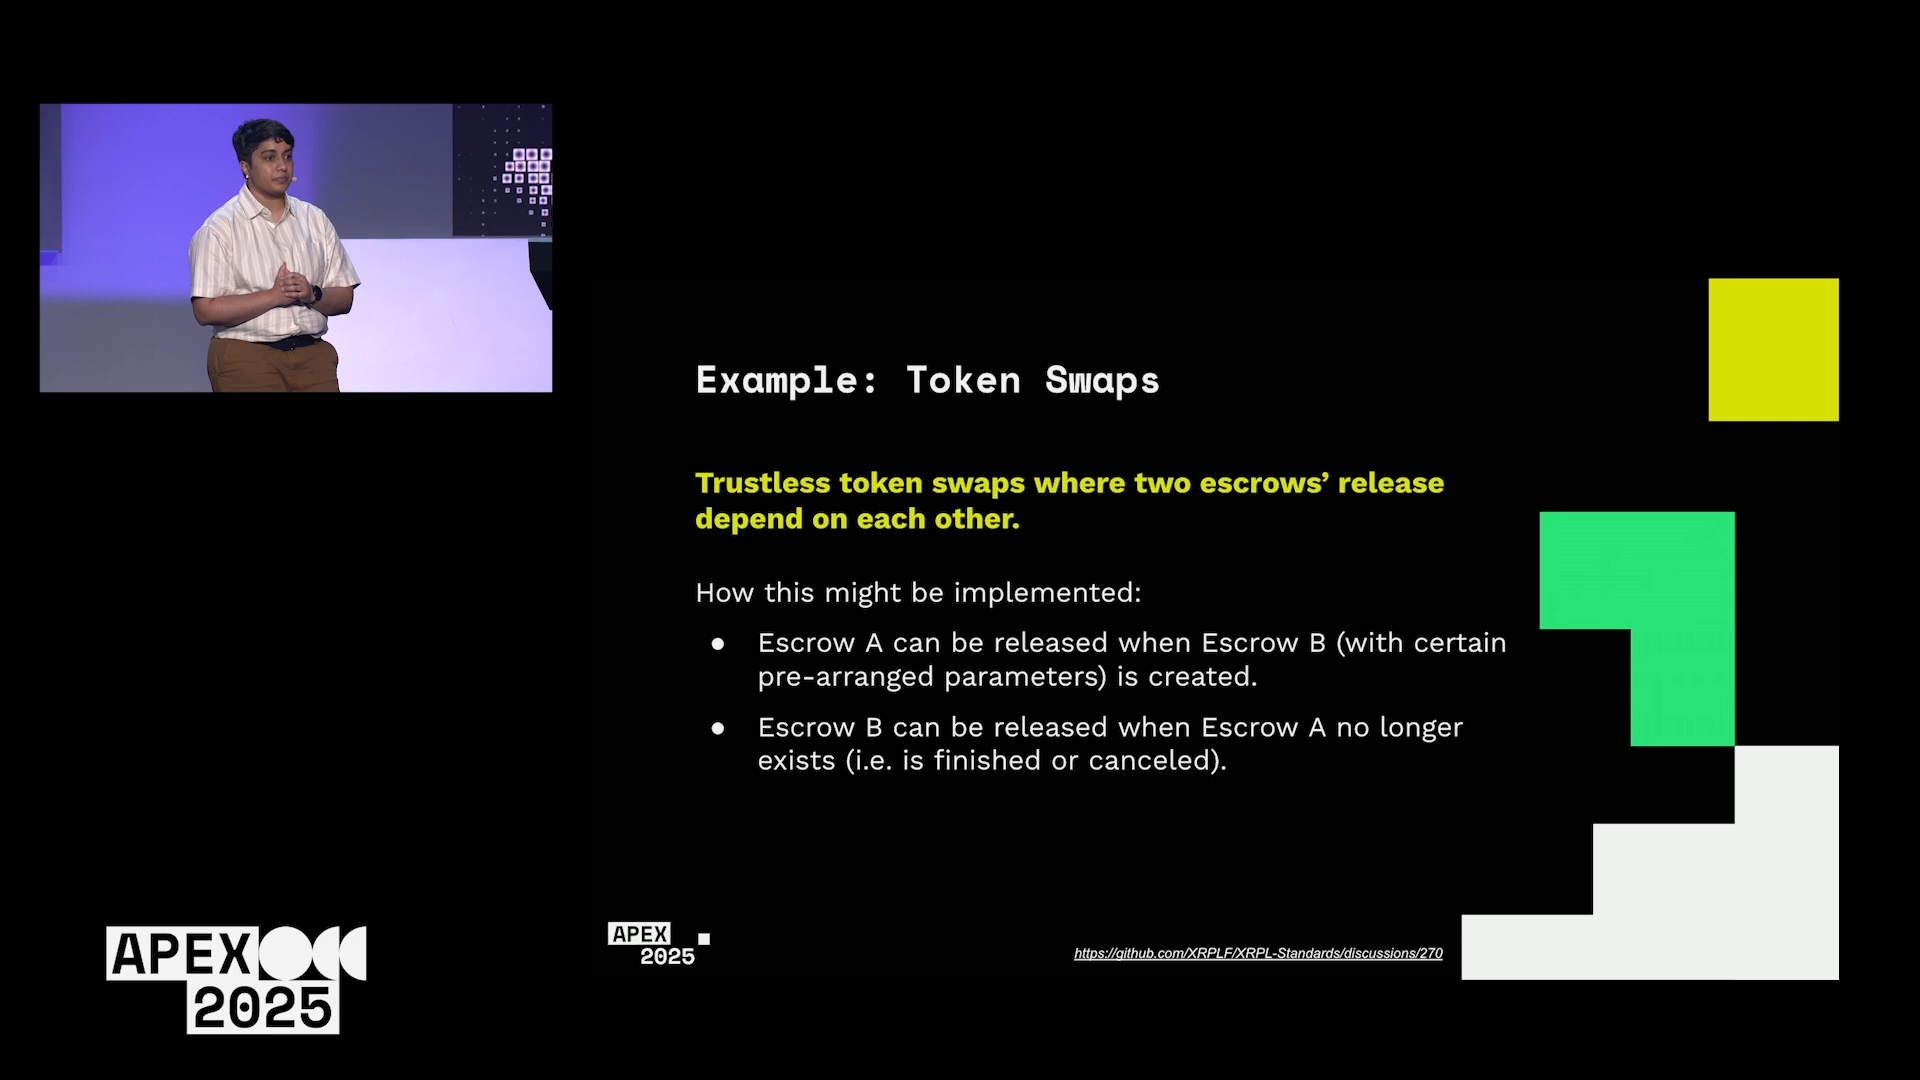 Example: Token Swaps
Trustless token swaps where two escrows’ release
depend on each other.
How this might be implemented:
● Escrow A can be released when Escrow B (with certain
pre-arranged parameters) is created.
● Escrow B can be released when Escrow A no longer
exists (i.e. is finished or canceled).
APEX
2025
https://github.com/XRPLF/XRPL-Standards/discussions/270
APEX
2025